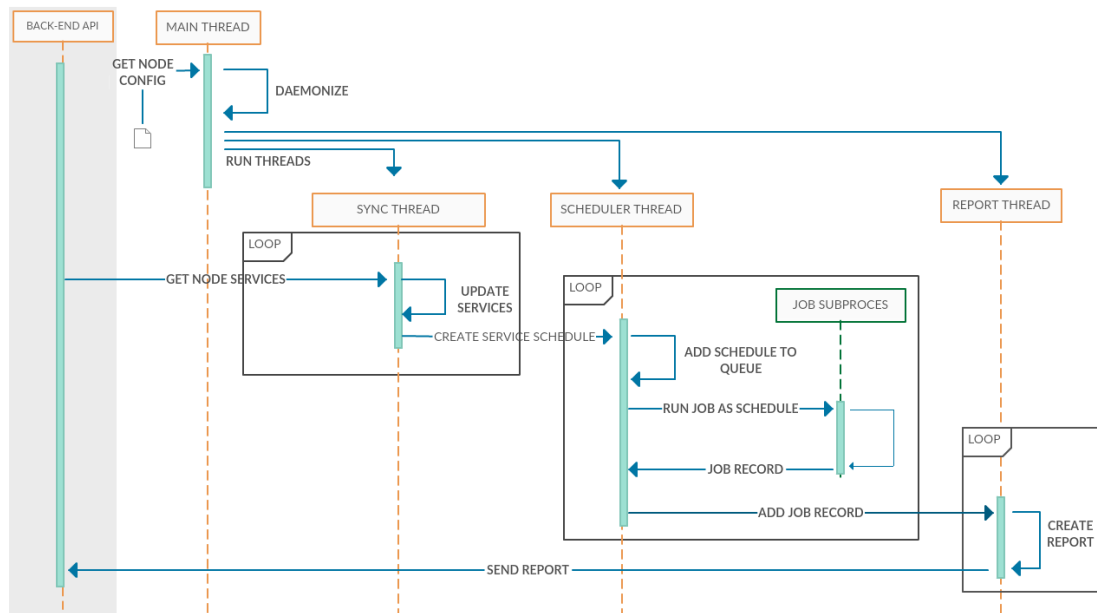 BACK-END API
MAIN THREAD
GET NODE
CONFIG
DAEMONIZE
RUN THREADS
SYNC THREAD
SCHEDULER THREAD
REPORT THREAD
LOOP
GET NODE SERVICES
UPDATE
SERVICES
CREATE SERVICE SCHEDULE
LOOP
JOB SUBPROCES
ADD SCHEDULE TO
QUEUE
RUN JOB AS SCHEDULE
JOB RECORD
LOOP
ADD JOB RECORD
CREATE
REPORT
SEND REPORT